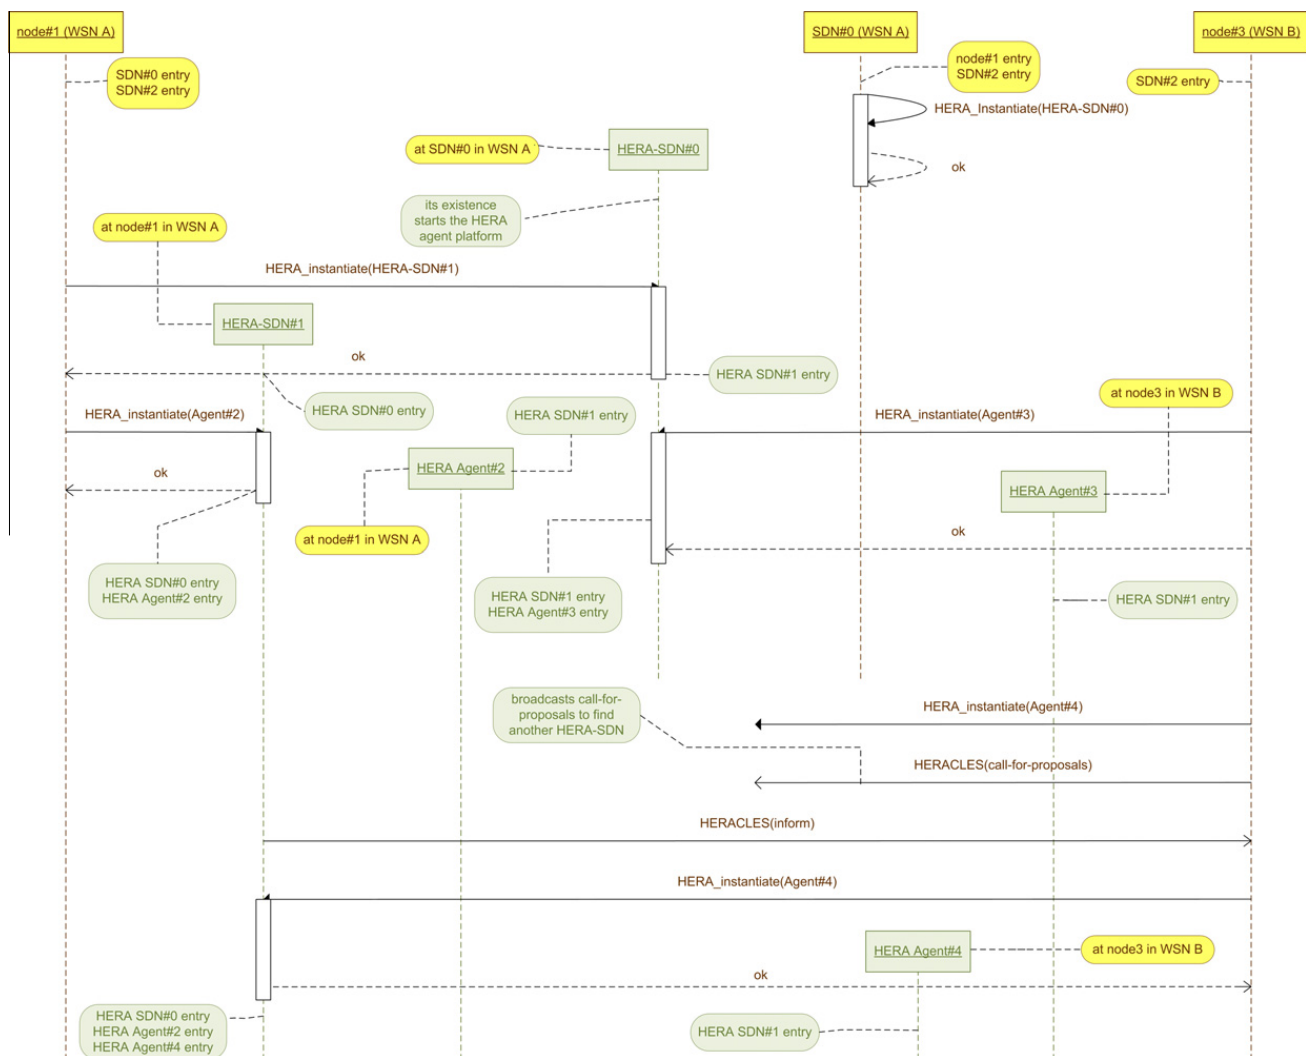 node#1 (WSN A)
SDN#0 (WSN A)
node#3 (WSN B)
SDN#0 entry
SDN#2 entry
node#1 entry
SDN#2 entry
SDN#2 entry
HERA_Instantiate(HERA-SDN#0)
at SDN#0 in WSN A
HERA-SDN#0
ok
its existence
starts the HERA
agent platform
at node#1 in WSN A
HERA_instantiate(HERA-SDN#1)
HERA-SDN#1
ok
HERA SDN#1 entry
HERA SDN#0 entry
at node3 in WSN B
HERA_instantiate(Agent#2)
HERA SDN#1 entry
HERA_instantiate(Agent#3)
ok
HERA Agent#2
HERA Agent#3
at node#1 in WSN A
ok
HERA SDN#0 entry
HERA Agent#2 entry
HERA SDN#1 entry
HERA Agent#3 entry
HERA SDN#1 entry
broadcasts call-for-
proposals to find
another HERA-SDN
HERA_instantiate(Agent#4)
HERACLES(call-for-proposals)
HERACLES(inform)
HERA_instantiate(Agent#4)
HERA Agent#4
at node3 in WSN B
ok
HERA SDN#0 entry
HERA Agent#2 entry
HERA Agent#4 entry
HERA SDN#1 entry